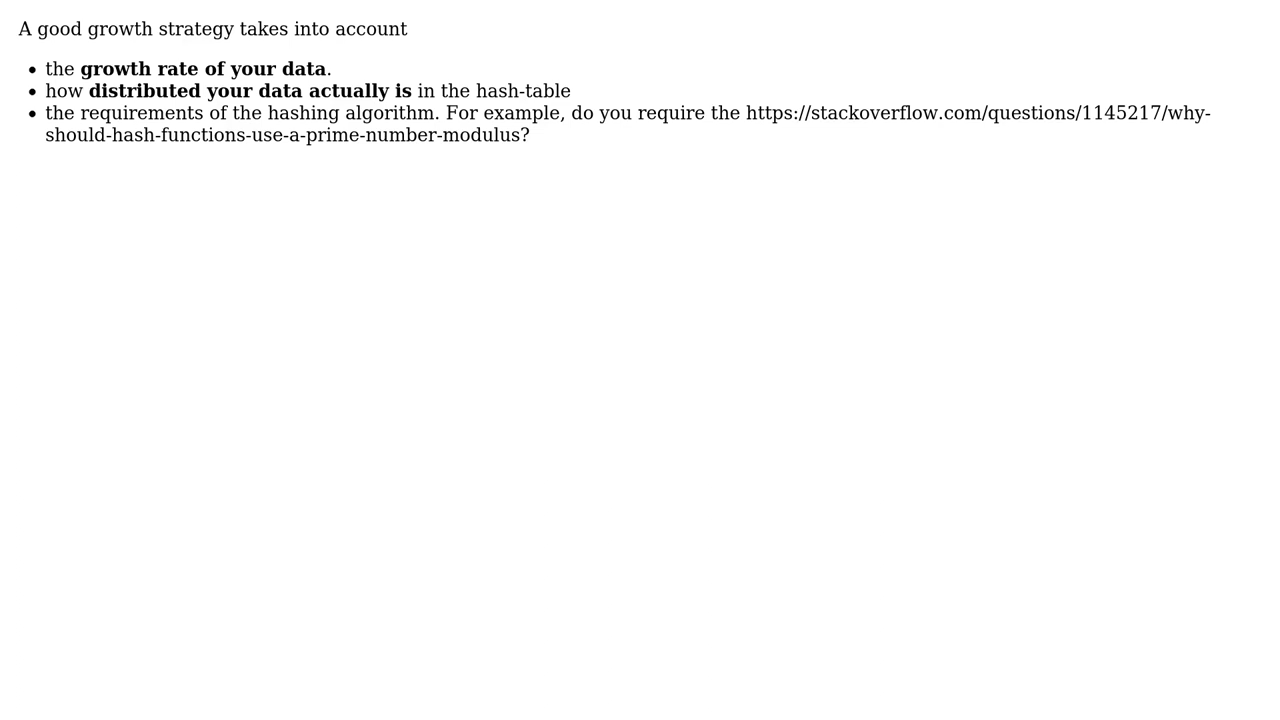 A good growth strategy takes into account
the growth rate of your data.
how distributed your data actually is in the hash-table
the requirements of the hashing algorithm. For example, do you require the https://stackoverflow.com/questions/1145217/why-
should-hash-functions-use-a-prime-number-modulus?